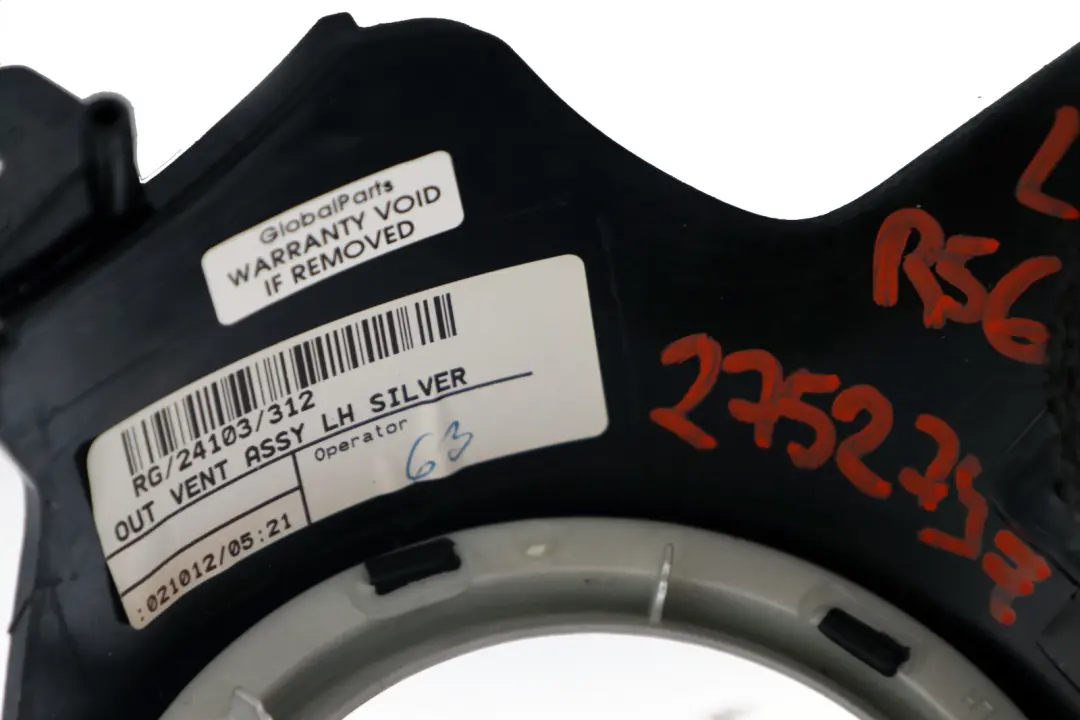 GlobalParts
WARRANTY VOID
IF REMOVED
RG/24103/312
OUT VENT ASSY LH SILVER
Operator
63
:021012/05:21
L
R56